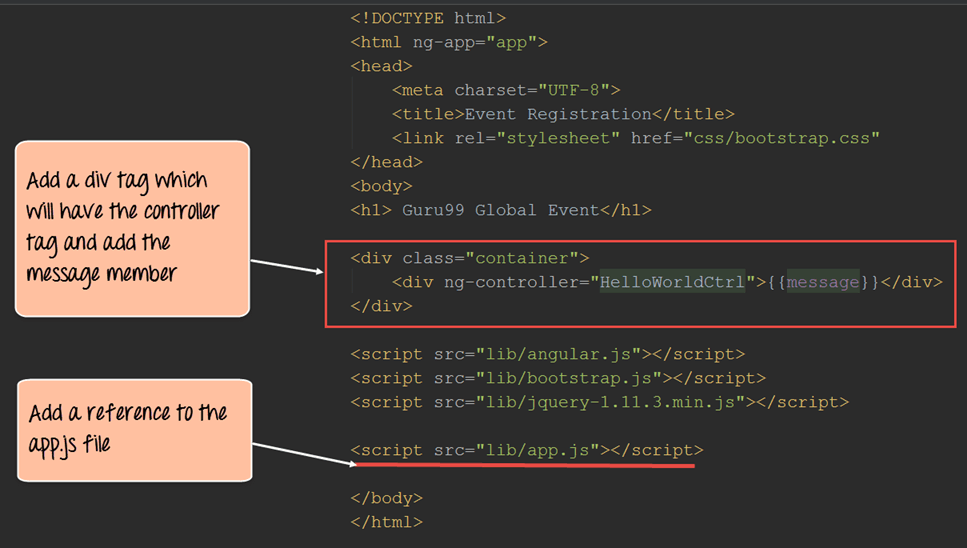 <!DOCTYPE html>
<html ng-app="app">
<head>
<meta charset="UTF-8">
<title>Event Registration</title>
<link rel="stylesheet" href="css/bootstrap.css"
</head>
<body>
<h1> Guru99 Global Event</h1>
Add a div tag which
will have the controller
tag and add the
message member
<div class="container">
<div ng-controller="HelloWorldCtrl">{{message}}</div>
</div>
<script src="lib/angular.js"></script>
<script src="lib/bootstrap.js"></script>
<script src="lib/jquery-1.11.3.min.js"></script>
Add a reference to the
app.js file
<script src="lib/app.js"></script>
</body>
</html>